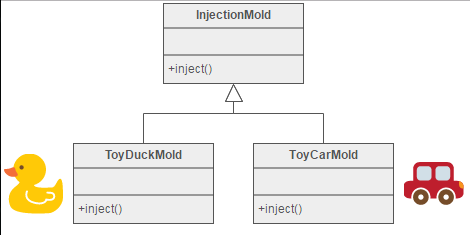 InjectionMold
+inject()
ToyDuckMold
+inject()
ToyCarMold
+inject()